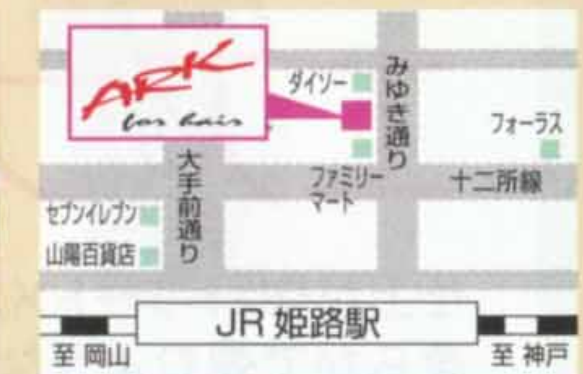 ARK
for hair
ダイソー
みゆき通り
フォーラス
大手前通り
ファミリー
マート
十二所線
セブンイレブン
山陽百貨店
JR 姫路駅
至 岡山
至 神戸